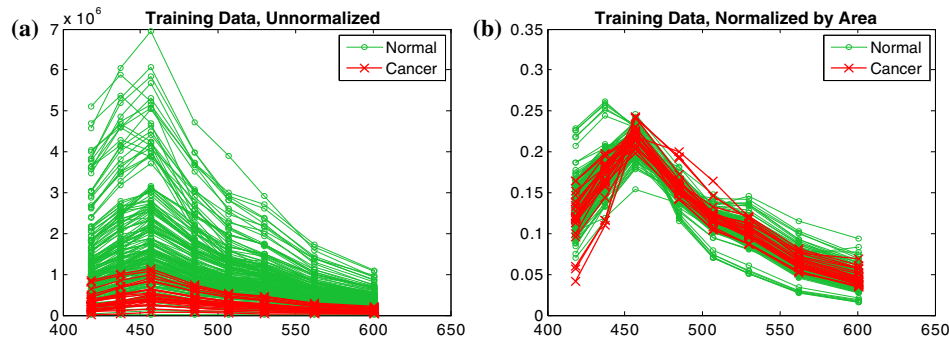 (a)
Training Data, Unnormalized
7 x 10^6
6
5
4
3
2
1
0
400 450 500 550 600 650
Normal
Cancer
(b)
Training Data, Normalized by Area
0.35
0.3
0.25
0.2
0.15
0.1
0.05
0
400 450 500 550 600 650
Normal
Cancer